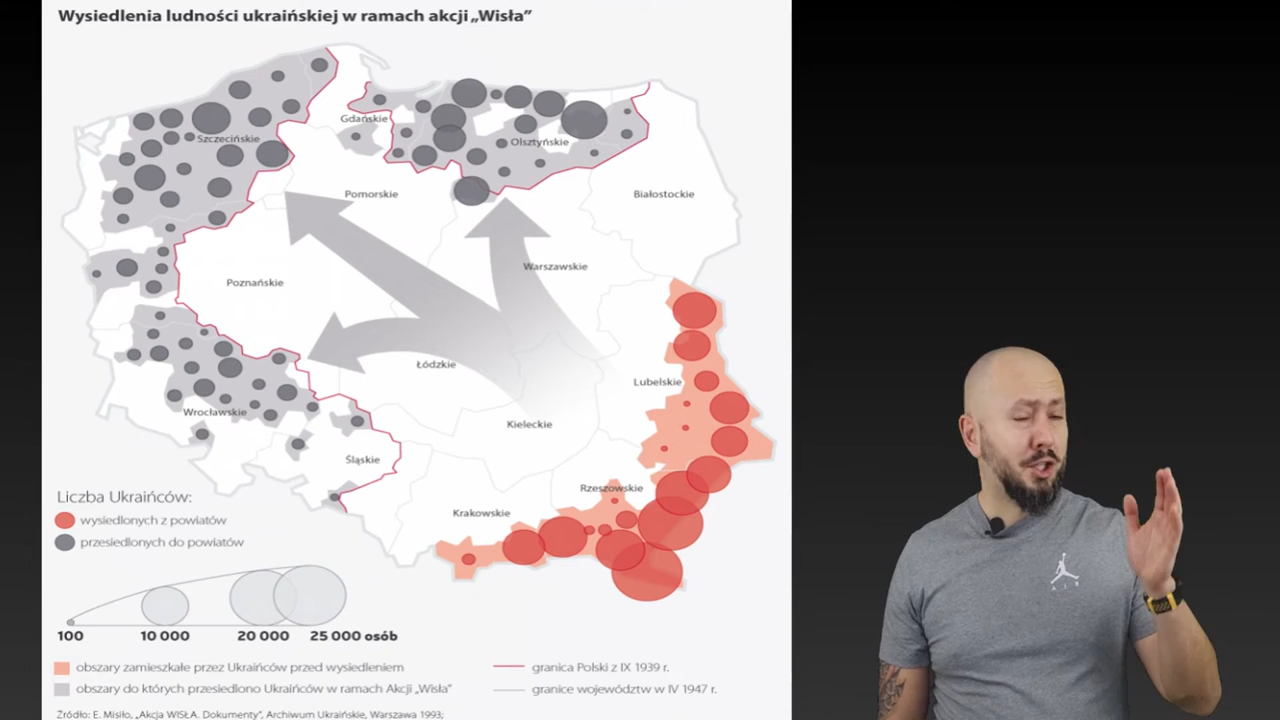 Wysiedlenia ludności ukraińskiej w ramach akcji „Wisła”
Gdańskie
Szczecińskie
Olsztyńskie
Pomorskie
Białostockie
Warszawskie
Poznańskie
Łódzkie
Lubelskie
Wrocławskie
Kieleckie
Śląskie
Rzeszowskie
Krakowskie
Liczba Ukraińców:
wysiedlonych z powiatów
przesiedlonych do powiatów
100 10 000 20 000 25 000 osób
obszary zamieszkałe przez Ukraińców przed wysiedleniem
obszary do których przesiedlono Ukraińców w ramach Akcji „Wisła”
granica Polski z IX 1939 r.
granice województw w IV 1947 r.
Źródło: E. Misiło, „Akcja WISŁA. Dokumenty”, Archiwum Ukraińskie, Warszawa 1993;
AIR